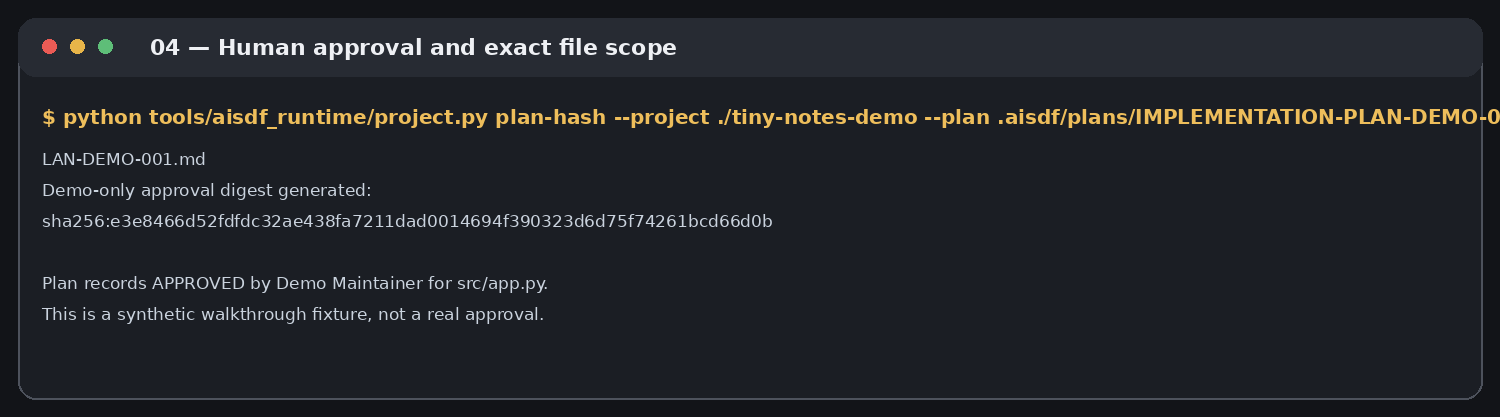 04 — Human approval and exact file scope
$ python tools/aisdf_runtime/project.py plan-hash --project ./tiny-notes-demo --plan .aisdf/plans/IMPLEMENTATION-PLAN-DEMO-0
LAN-DEMO-001.md
Demo-only approval digest generated:
sha256:e3e8466d52fdfdc32ae438fa7211dad0014694f390323d6d75f74261bcd66d0b
Plan records APPROVED by Demo Maintainer for src/app.py.
This is a synthetic walkthrough fixture, not a real approval.